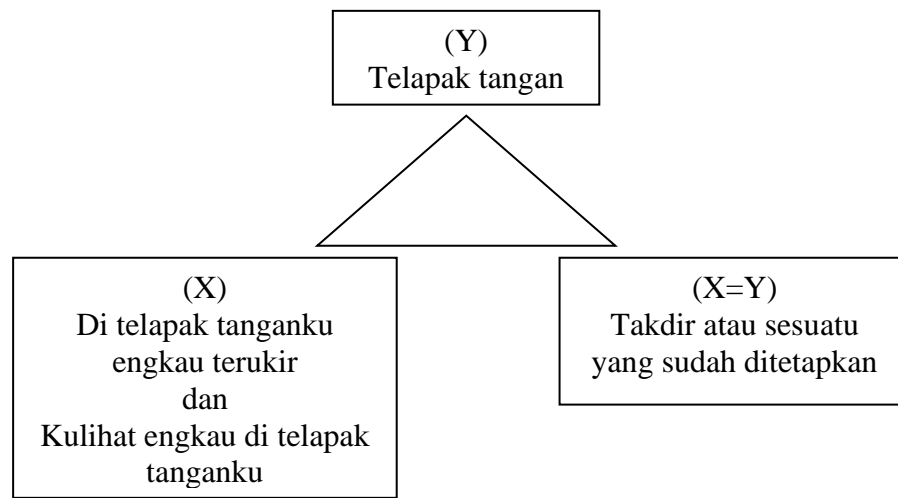 (Y)
Telapak tangan
(X)
Di telapak tanganku
engkau terukir
dan
Kulihat engkau di telapak
tanganku
(X=Y)
Takdir atau sesuatu
yang sudah ditetapkan